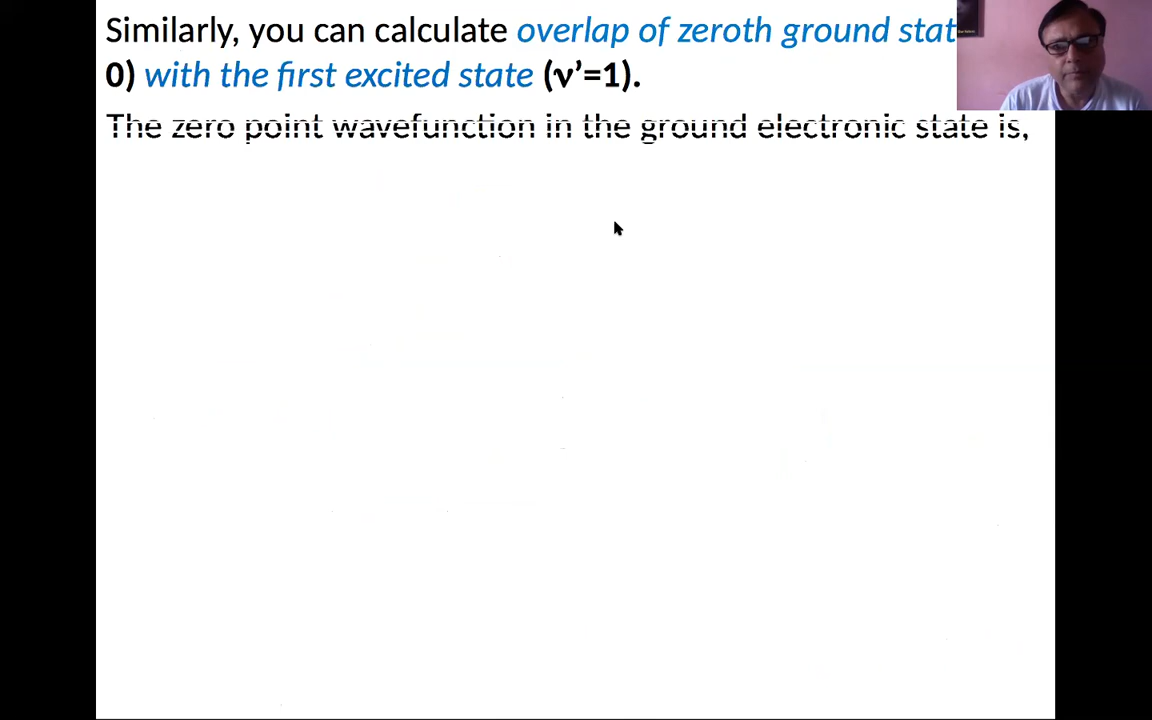 Similarly, you can calculate overlap of zeroth ground stat
0) with the first excited state (ν’=1).
The zero point wavefunction in the ground electronic state is,